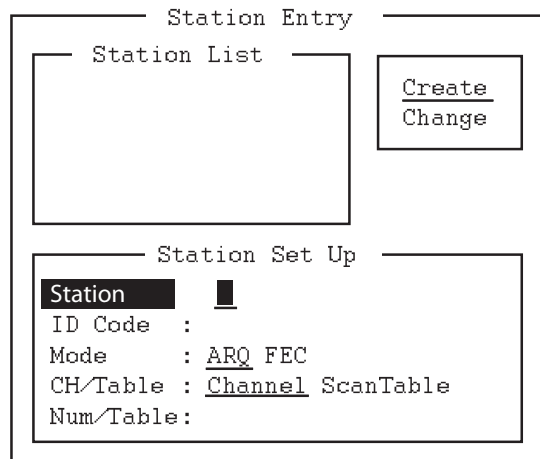 Station Entry
Station List
Create
Change
Station Set Up
Station
ID Code :
Mode : ARQ FEC
CH/Table : Channel ScanTable
Num/Table: